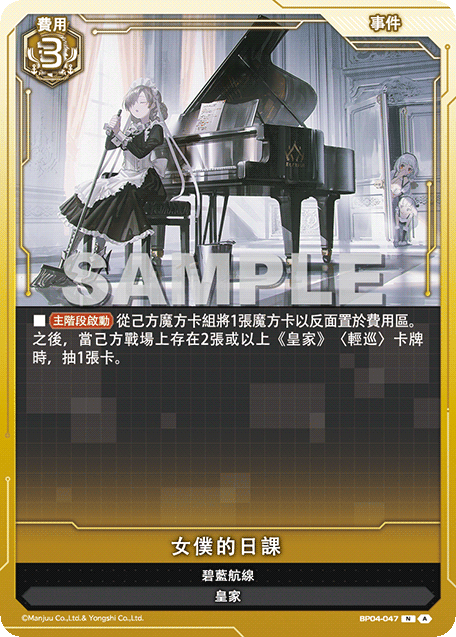 費用
3
事件
SAMPLE
■ 主階段啟動 從己方魔方卡組將1張魔方卡以反面置於費用區。
之後，當己方戰場上存在2張或以上《皇家》〈輕巡〉卡牌
時，抽1張卡。
女僕的日課
碧藍航線
皇家
©Manjuu Co.,Ltd.& Yongshi Co.,Ltd.
BP04-047 N A